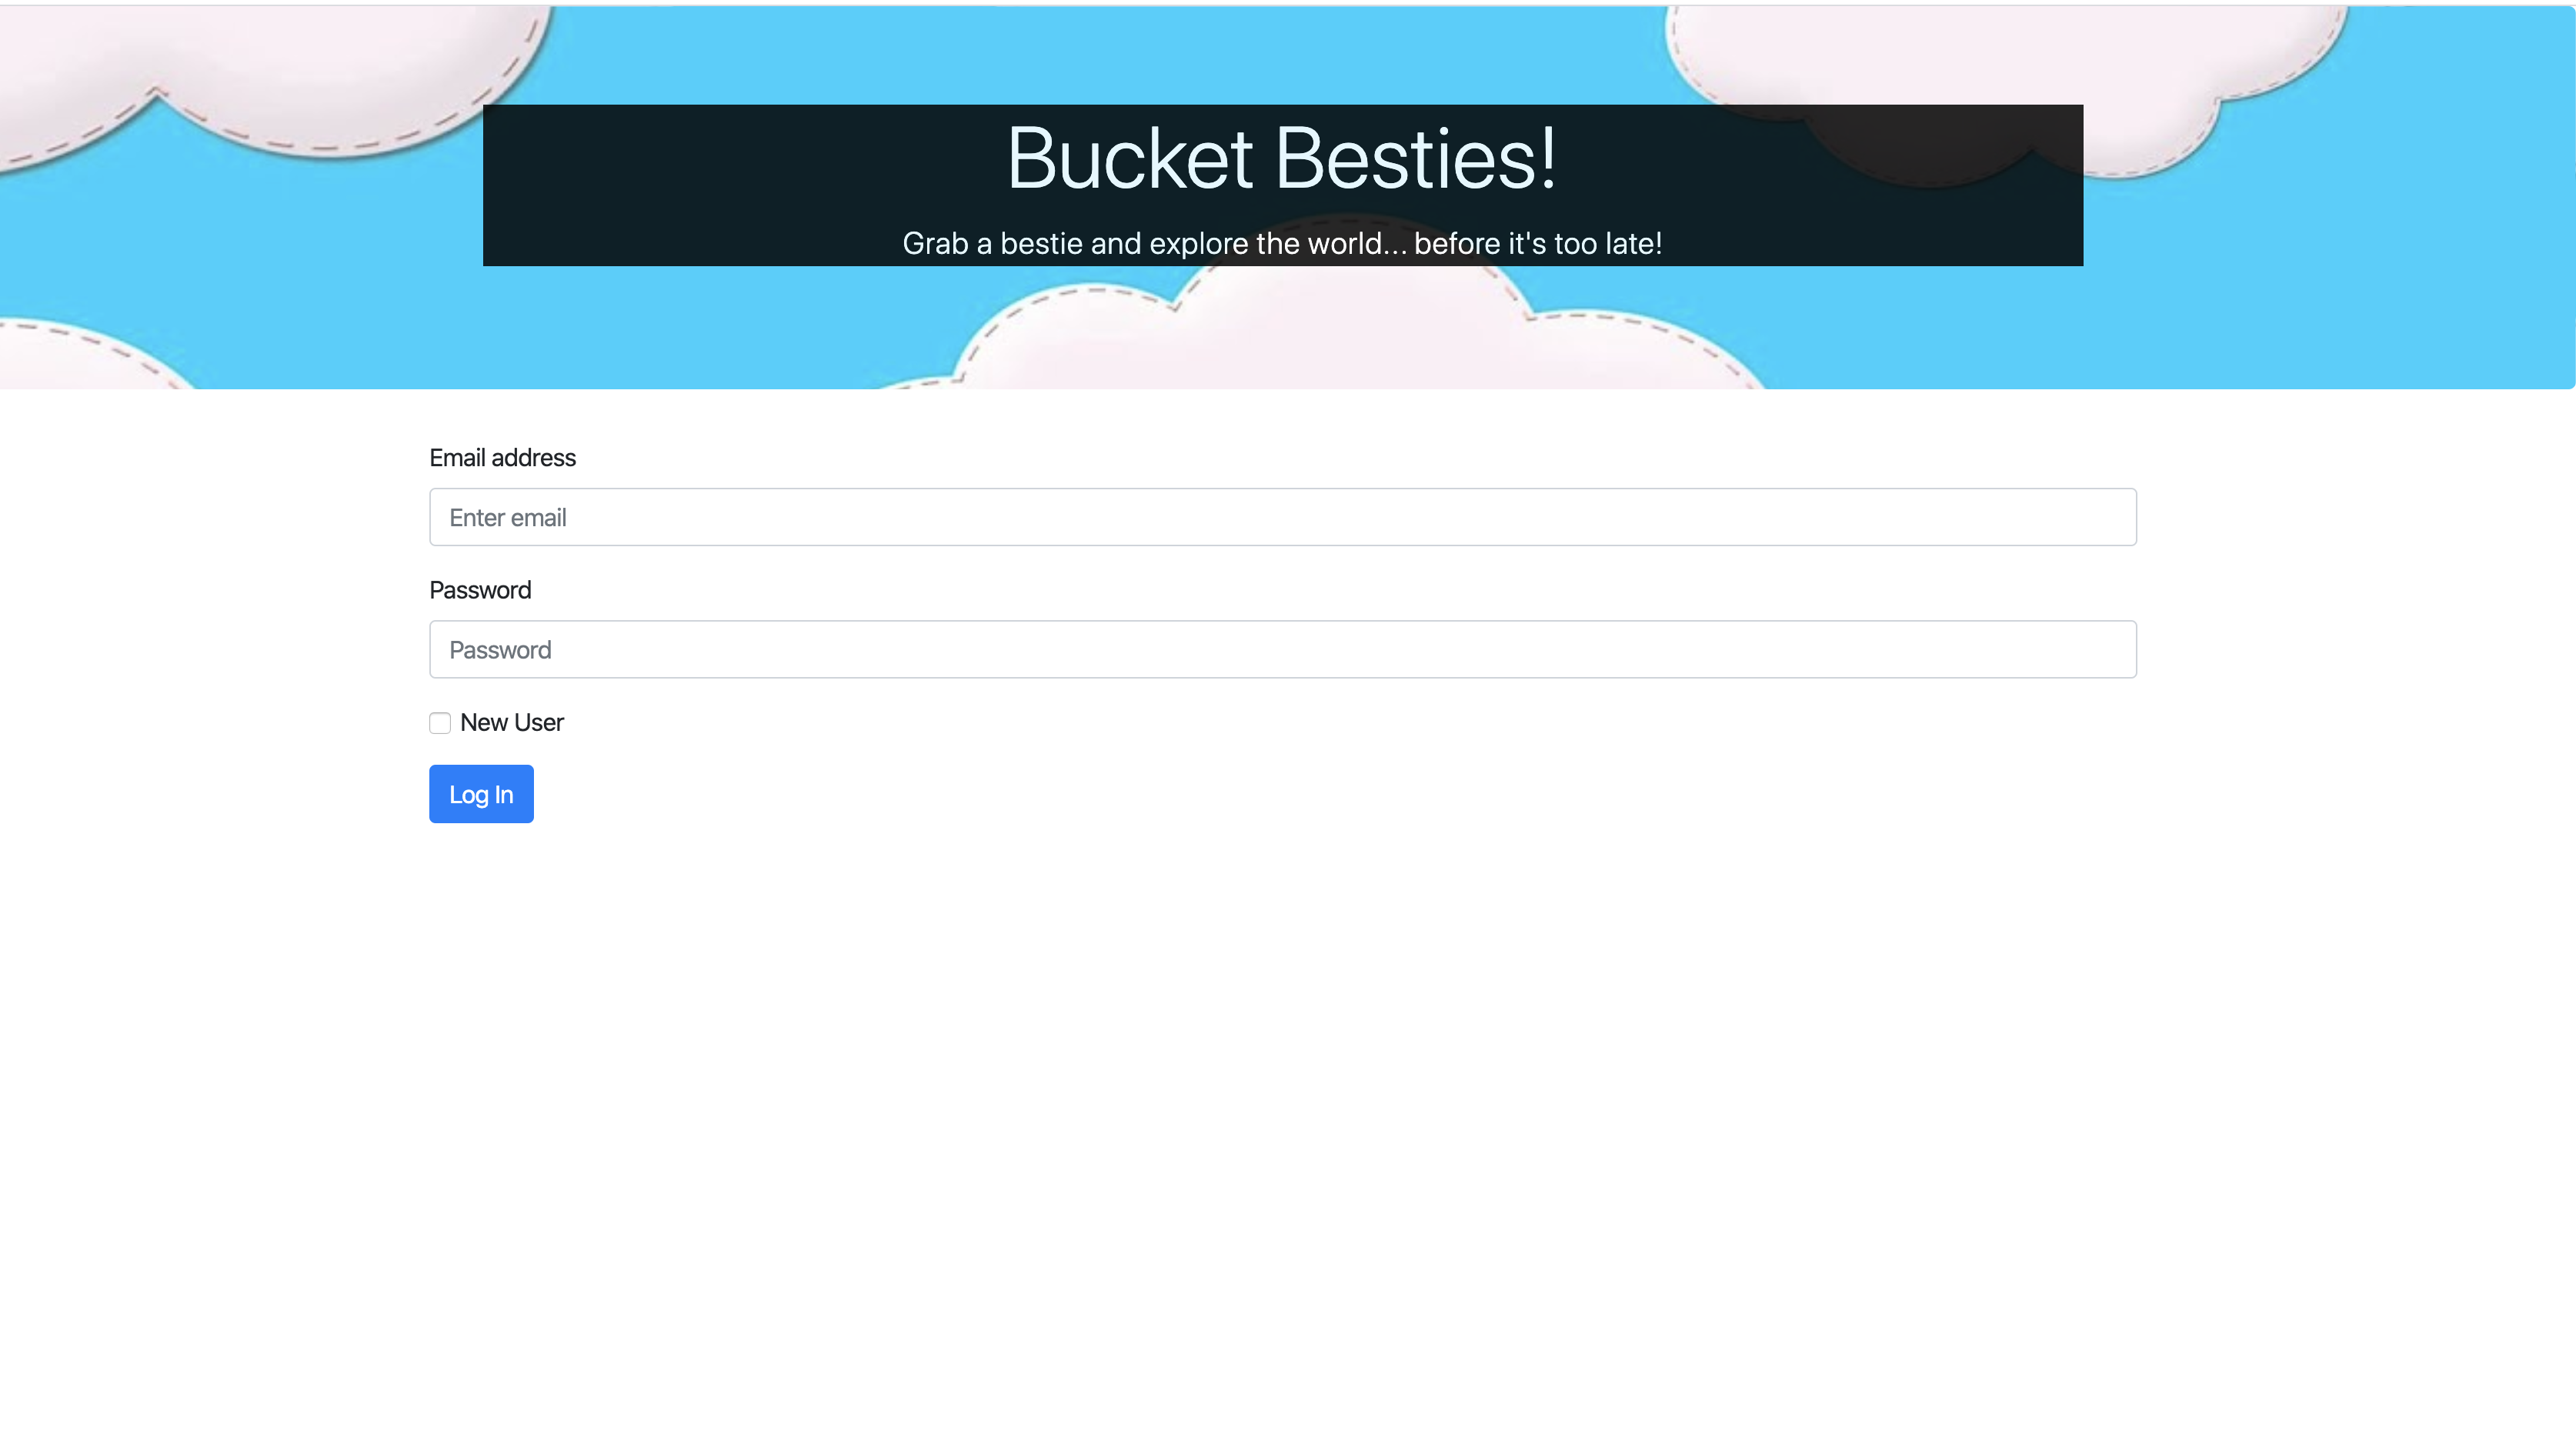 Bucket Besties!
Grab a bestie and explore the world... before it's too late!
Email address
Enter email
Password
Password
New User
Log In